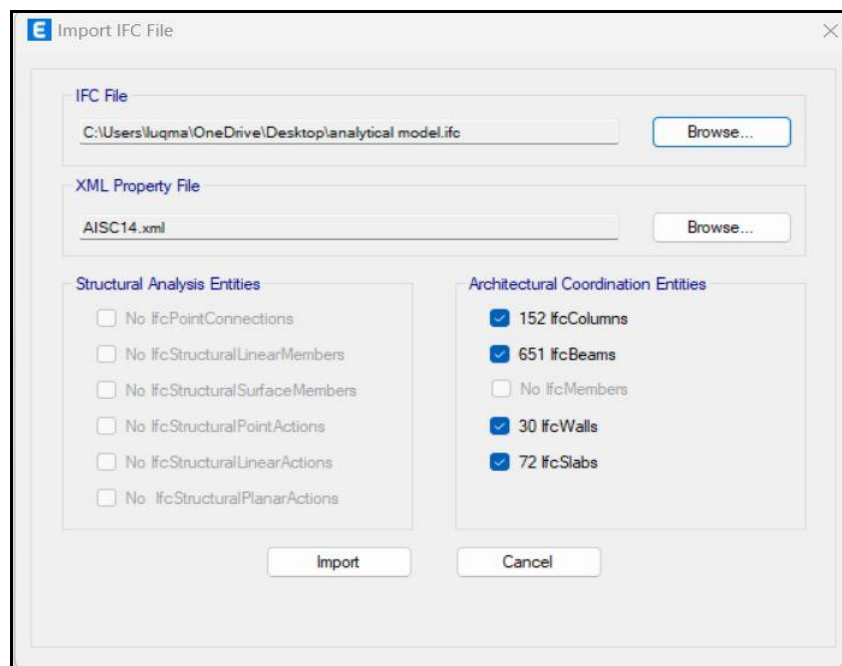 E Import IFC File
IFC File
C:\Users\luqma\OneDrive\Desktop\analytical model.ifc
Browse...
XML Property File
AISC14.xml
Browse...
Structural Analysis Entities
No IfcPointConnections
No IfcStructuralLinearMembers
No IfcStructuralSurfaceMembers
No IfcStructuralPointActions
No IfcStructuralLinearActions
No IfcStructuralPlanarActions
Architectural Coordination Entities
152 IfcColumns
651 IfcBeams
No IfcMembers
30 IfcWalls
72 IfcSlabs
Import
Cancel